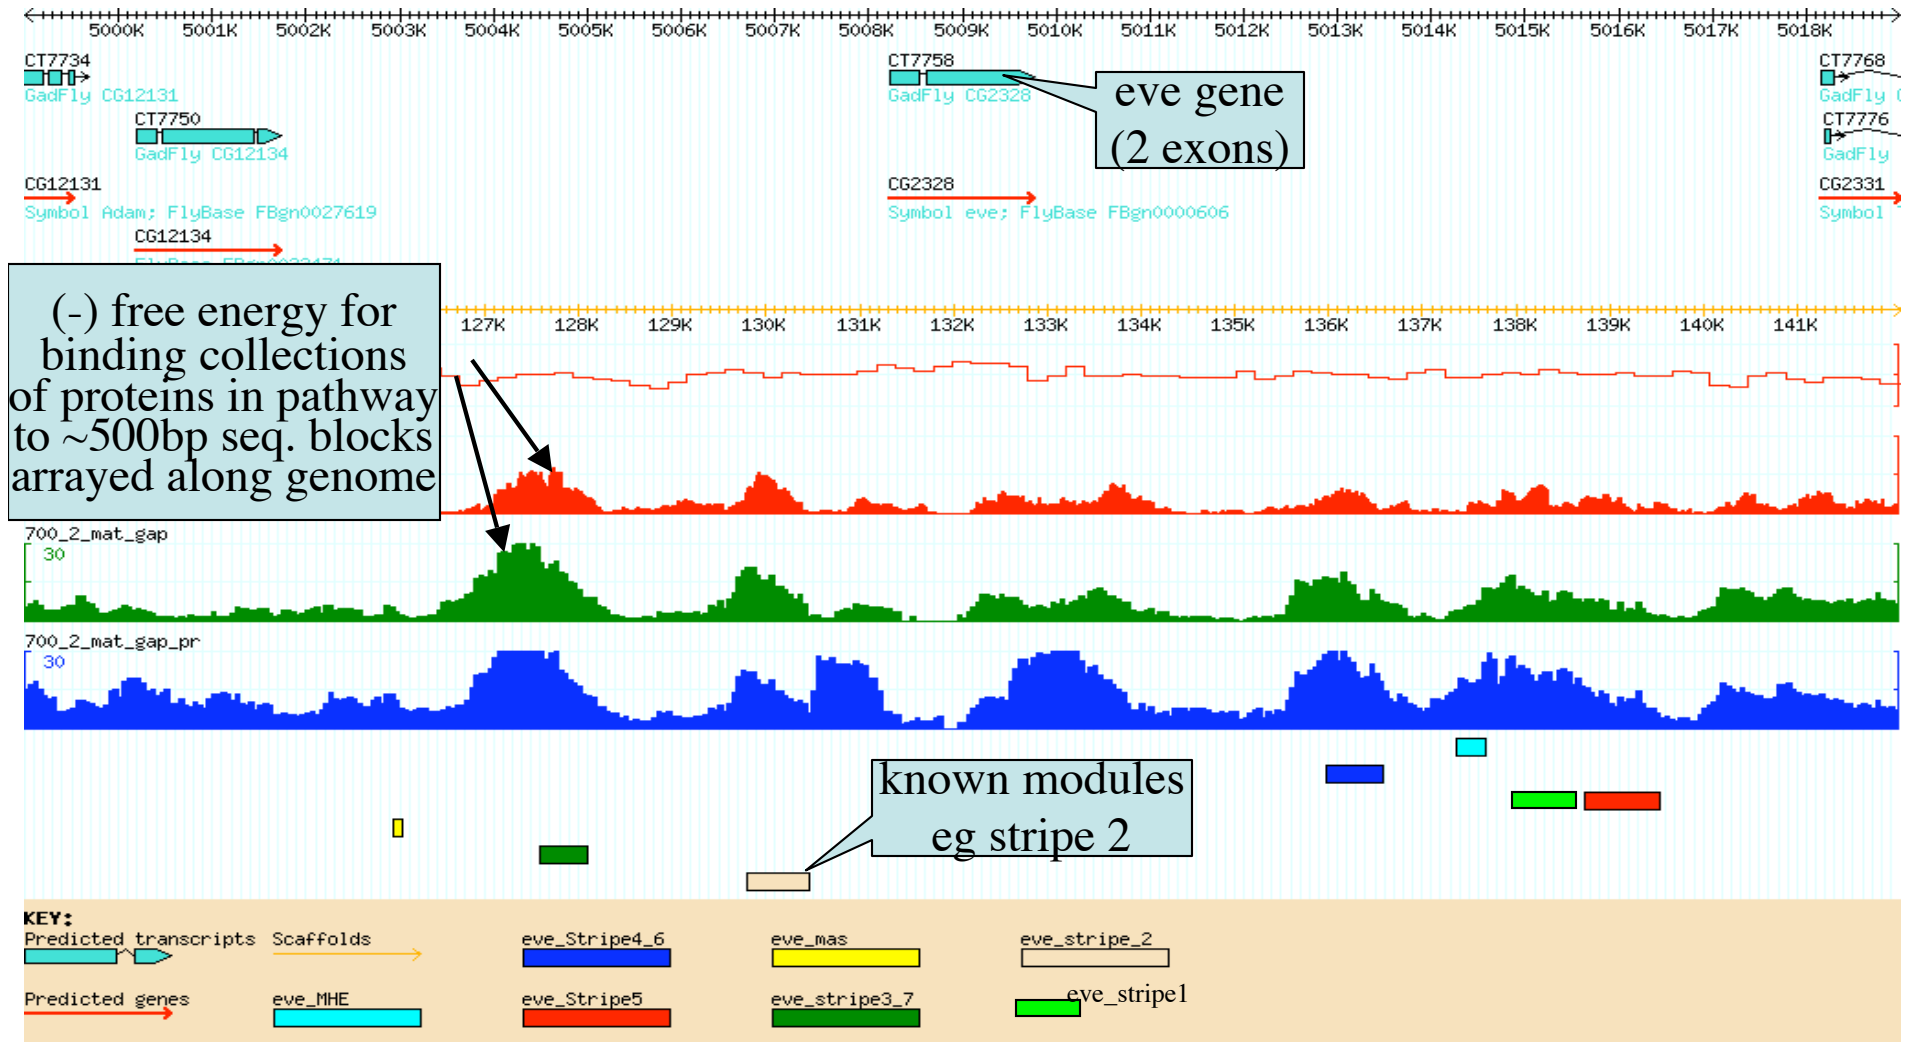 5000K 5001K 5002K 5003K 5004K 5005K 5006K 5007K 5008K 5009K 5010K 5011K 5012K 5013K 5014K 5015K 5016K 5017K 5018K
CT7734 CT7758 CT7768
GadFly CG12131 GadFly CG2328 GadFly
eve gene
(2 exons)
CT7750 CT7776
GadFly CG12134 GadFly
CG12131 CG2328 CG2331
Symbol Adam; FlyBase FBgn0027619 Symbol eve; FlyBase FBgn0000606 Symbol
CG12134
(-) free energy for
binding collections
of proteins in pathway
to ~500bp seq. blocks
arrayed along genome
127K 128K 129K 130K 131K 132K 133K 134K 135K 136K 137K 138K 139K 140K 141K
700_2_mat_gap
30
700_2_mat_gap_pr
30
known modules
eg stripe 2
KEY:
Predicted transcripts Scaffolds eve_Stripe4_6 eve_mas eve_stripe_2
Predicted genes eve_MHE eve_Stripe5 eve_stripe3_7 eve_stripe1